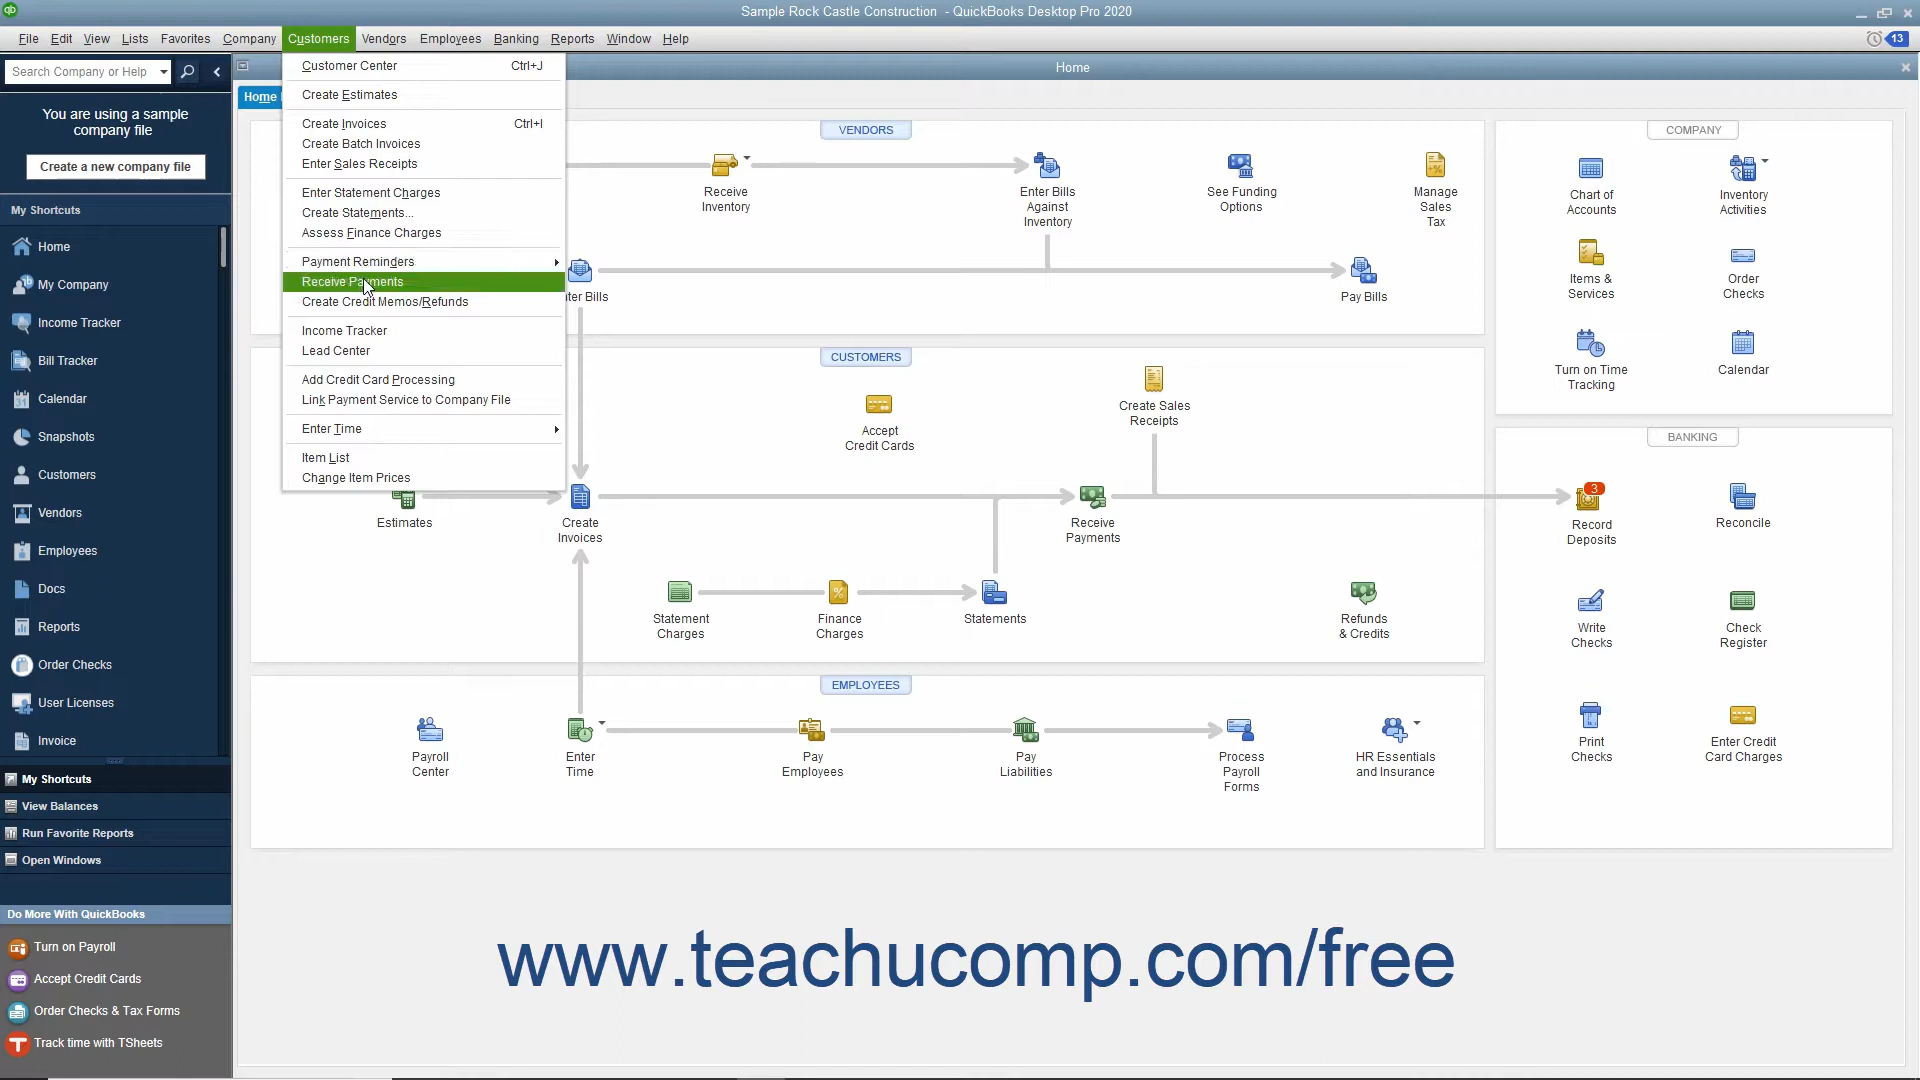 Sample Rock Castle Construction - QuickBooks Desktop Pro 2020
File Edit View Lists Favorites Company Customers Vendors Employees Banking Reports Window Help
13
Search Company or Help
You are using a sample
company file
Create a new company file
My Shortcuts
Home
My Company
Income Tracker
Bill Tracker
Calendar
Snapshots
Customers
Vendors
Employees
Docs
Reports
Order Checks
User Licenses
Invoice
My Shortcuts
View Balances
Run Favorite Reports
Open Windows
Do More With QuickBooks
Turn on Payroll
Accept Credit Cards
Order Checks & Tax Forms
Track time with TSheets
Customer Center Ctrl+J
Create Estimates
Create Invoices Ctrl+I
Create Batch Invoices
Enter Sales Receipts
Enter Statement Charges
Create Statements...
Assess Finance Charges
Payment Reminders
Receive Payments
Create Credit Memos/Refunds
Income Tracker
Lead Center
Add Credit Card Processing
Link Payment Service to Company File
Enter Time
Item List
Change Item Prices
Home
Home
VENDORS
Receive
Inventory
Enter Bills
Against
Inventory
See Funding
Options
Manage
Sales
Tax
ter Bills
Pay Bills
CUSTOMERS
Create Sales
Receipts
Accept
Credit Cards
Estimates
Create
Invoices
Receive
Payments
Statement
Charges
Finance
Charges
Statements
Refunds
& Credits
EMPLOYEES
Payroll
Center
Enter
Time
Pay
Employees
Pay
Liabilities
Process
Payroll
Forms
HR Essentials
and Insurance
COMPANY
Chart of
Accounts
Inventory
Activities
Items &
Services
Order
Checks
Turn on Time
Tracking
Calendar
BANKING
3
Record
Deposits
Reconcile
Write
Checks
Check
Register
Print
Checks
Enter Credit
Card Charges
www.teachucomp.com/free